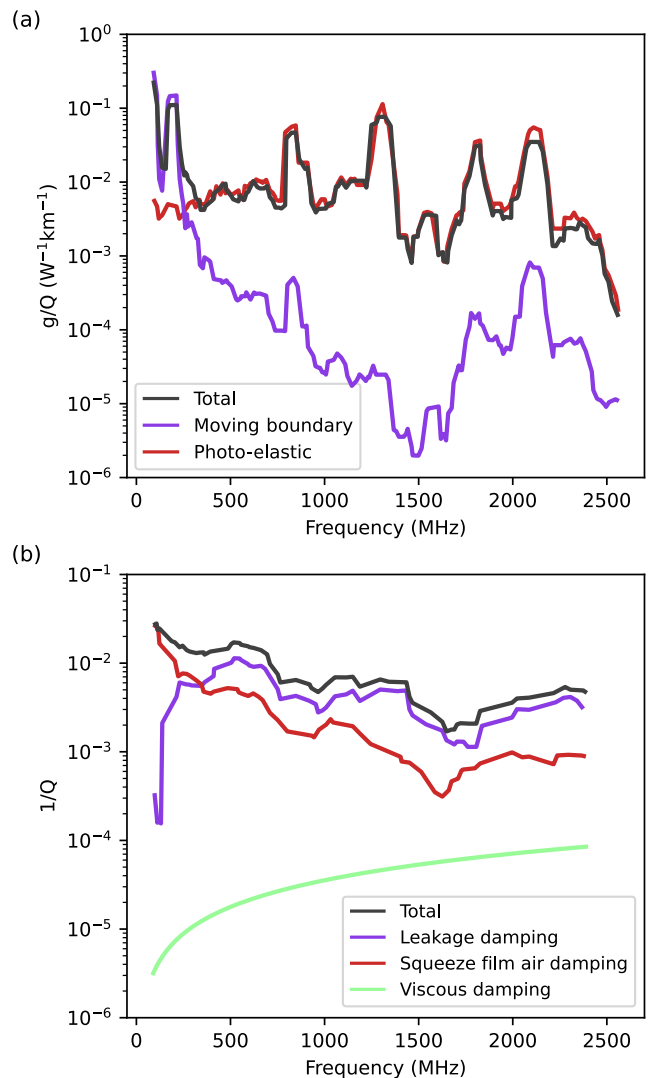 (a)
10⁰
10⁻¹
10⁻²
10⁻³
10⁻⁴
10⁻⁵
10⁻⁶
g/Q (W⁻¹km⁻¹)
Total
Moving boundary
Photo-elastic
0 500 1000 1500 2000 2500
Frequency (MHz)
(b)
10⁻¹
10⁻²
10⁻³
10⁻⁴
10⁻⁵
10⁻⁶
1/Q
Total
Leakage damping
Squeeze film air damping
Viscous damping
0 500 1000 1500 2000 2500
Frequency (MHz)